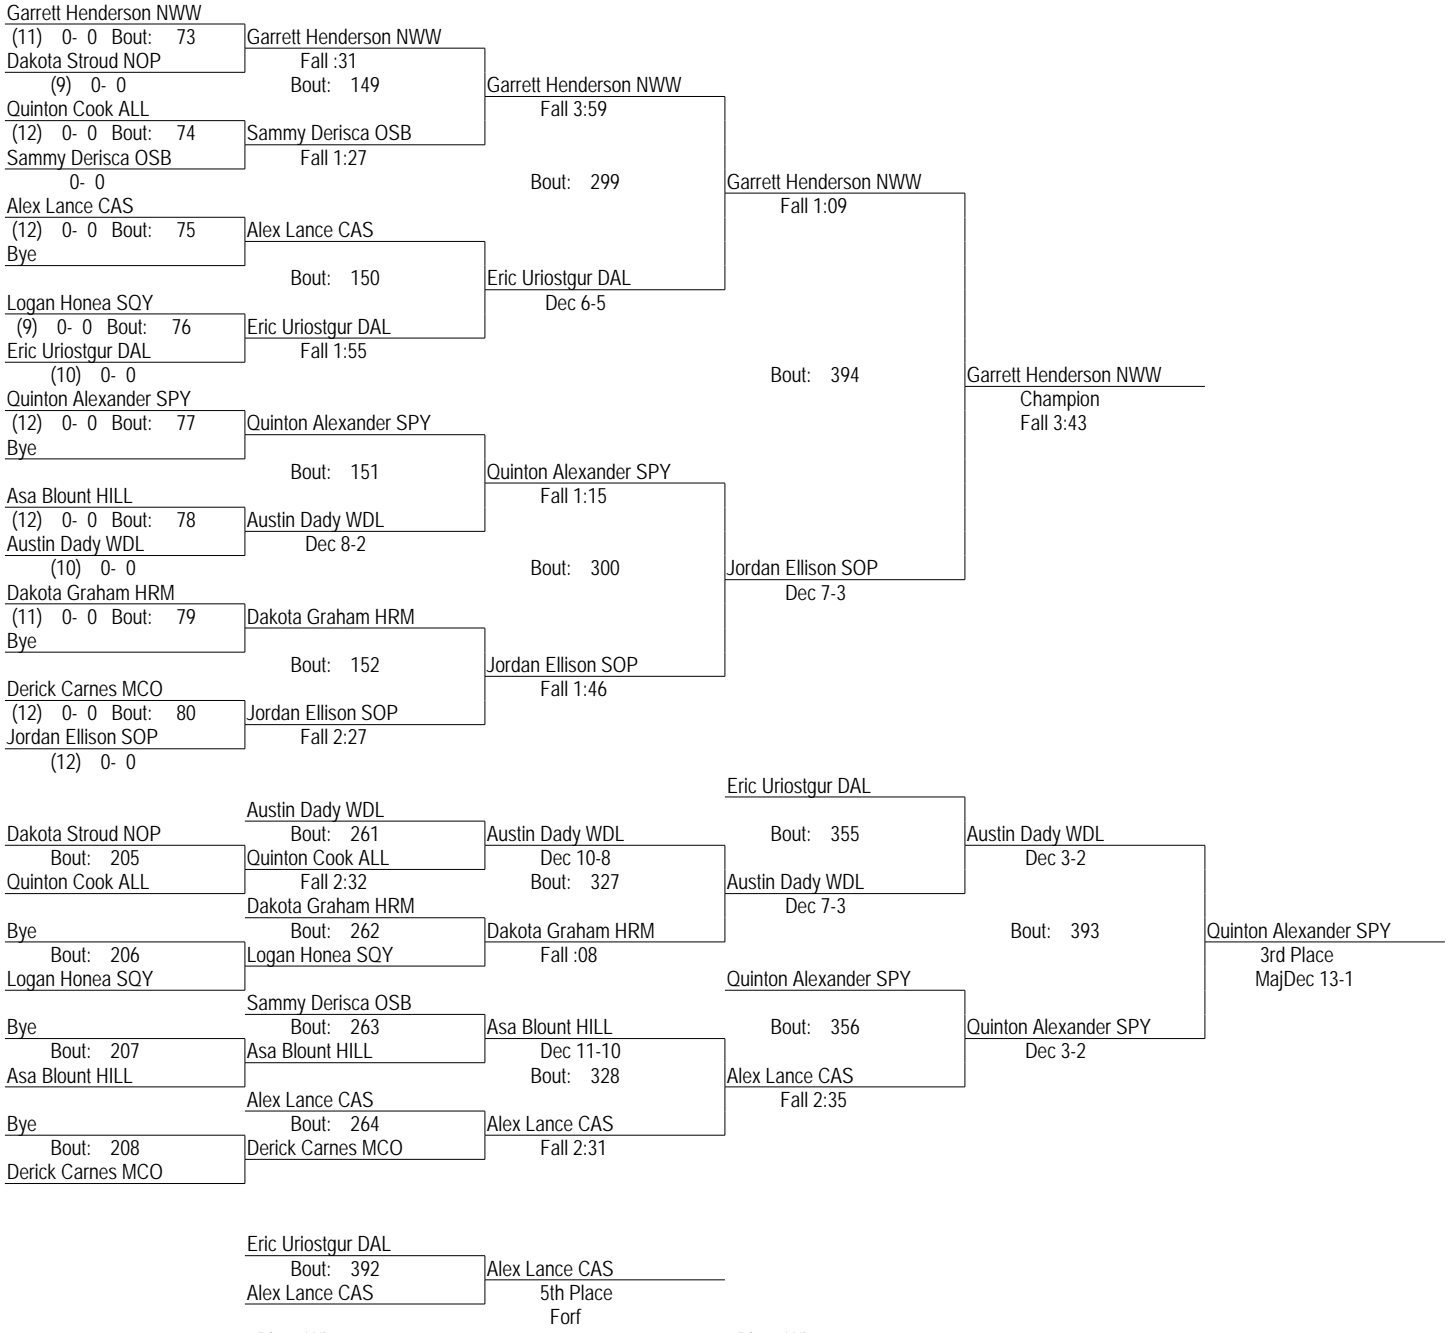 Garrett Henderson NWW
(11) 0- 0 Bout: 73 Garrett Henderson NWW
Dakota Stroud NOP Fall :31
(9) 0- 0 Bout: 149 Garrett Henderson NWW
Quinton Cook ALL Fall 3:59
(12) 0- 0 Bout: 74 Sammy Derisca OSB
Sammy Derisca OSB Fall 1:27
0- 0 Bout: 299 Garrett Henderson NWW
Alex Lance CAS Fall 1:09
(12) 0- 0 Bout: 75 Alex Lance CAS
Bye
Bout: 150 Eric Uriostgur DAL
Logan Honea SQY Dec 6-5
(9) 0- 0 Bout: 76 Eric Uriostgur DAL
Eric Uriostgur DAL Fall 1:55
(10) 0- 0 Bout: 394 Garrett Henderson NWW
Quinton Alexander SPY Champion
(12) 0- 0 Bout: 77 Quinton Alexander SPY Fall 3:43
Bye
Bout: 151 Quinton Alexander SPY
Asa Blount HILL Fall 1:15
(12) 0- 0 Bout: 78 Austin Dady WDL
Austin Dady WDL Dec 8-2
(10) 0- 0 Bout: 300 Jordan Ellison SOP
Dakota Graham HRM Dec 7-3
(11) 0- 0 Bout: 79 Dakota Graham HRM
Bye
Bout: 152 Jordan Ellison SOP
Derick Carnes MCO Fall 1:46
(12) 0- 0 Bout: 80 Jordan Ellison SOP
Jordan Ellison SOP Fall 2:27
(12) 0- 0
Eric Uriostgur DAL
Austin Dady WDL
Dakota Stroud NOP Bout: 261 Austin Dady WDL Bout: 355 Austin Dady WDL
Bout: 205 Quinton Cook ALL Dec 10-8 Dec 3-2
Quinton Cook ALL Fall 2:32 Bout: 327 Austin Dady WDL
Dakota Graham HRM Dec 7-3
Bye Bout: 262 Dakota Graham HRM Bout: 393 Quinton Alexander SPY
Bout: 206 Logan Honea SQY Fall :08 3rd Place
Logan Honea SQY Quinton Alexander SPY MajDec 13-1
Sammy Derisca OSB
Bye Bout: 263 Asa Blount HILL Bout: 356 Quinton Alexander SPY
Bout: 207 Asa Blount HILL Dec 11-10 Dec 3-2
Asa Blount HILL Bout: 328 Alex Lance CAS
Alex Lance CAS Fall 2:35
Bye Bout: 264 Alex Lance CAS
Bout: 208 Derick Carnes MCO Fall 2:31
Derick Carnes MCO
Eric Uriostgur DAL
Bout: 392 Alex Lance CAS
Alex Lance CAS 5th Place
Forf